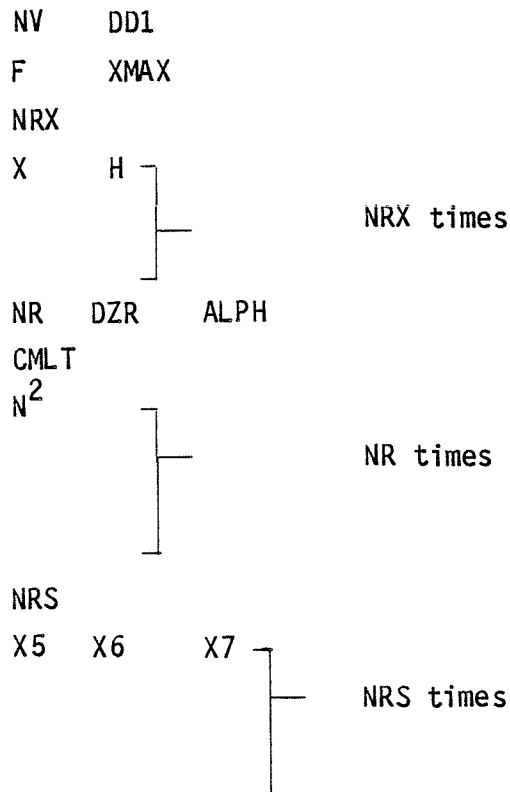 NV DD1
F XMAX
NRX
X H
NRX times
NR DZR ALPH
CMLT
N²
NR times
NRS
X5 X6 X7
NRS times